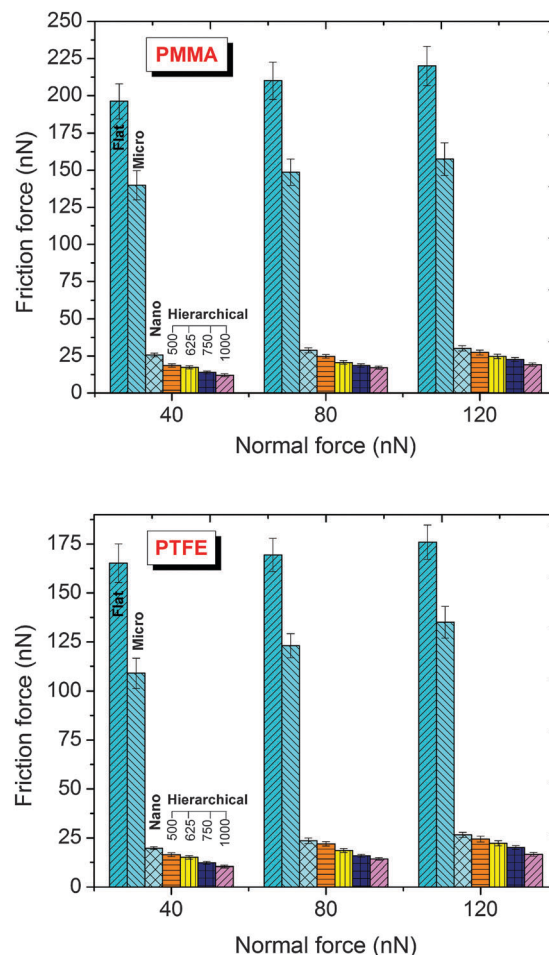 PMMA
250
225
200
175
150
125
100
75
50
25
0
Friction force (nN)
Flat
Micro
Nano
Hierarchical
500
625
750
1000
40
80
120
Normal force (nN)
PTFE
175
150
125
100
75
50
25
0
Friction force (nN)
Flat
Micro
Nano
Hierarchical
500
625
750
1000
40
80
120
Normal force (nN)